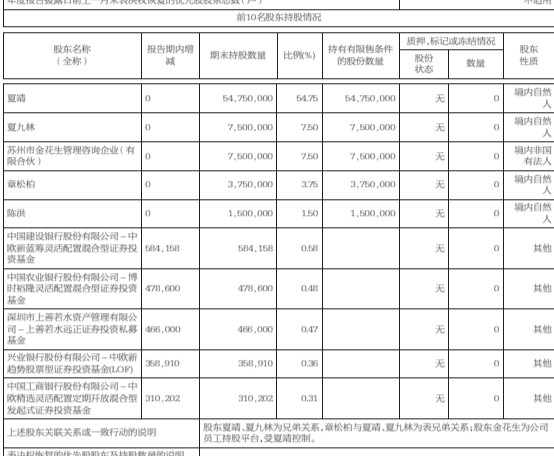 前10名股东持股情况
股东名称
（全称）
报告期内增
减
期末持股数量
比例(%)
持有有限售条件
的股份数量
质押、标记或冻结情况
股份
状态
数量
股东
性质
夏靖 0 54,750,000 54.75 54,750,000 无 0 境内自然
人
夏九林 0 7,500,000 7.50 7,500,000 无 0 境内自然
人
苏州市金花生管理咨询企业（有
限合伙） 0 7,500,000 7.50 7,500,000 无 0 境内非国
有法人
章松柏 0 3,750,000 3.75 3,750,000 无 0 境内自然
人
陈洪 0 1,500,000 1.50 1,500,000 无 0 境内自然
人
中国建设银行股份有限公司－中
欧新蓝筹灵活配置混合型证券投
资基金 584,158 584,158 0.58 无 0 其他
中国农业银行股份有限公司－博
时裕隆灵活配置混合型证券投资
基金 478,600 478,600 0.48 无 0 其他
深圳市上善若水资产管理有限公
司－上善若水远正证券投资私募
基金 466,000 466,000 0.47 无 0 其他
兴业银行股份有限公司－中欧新
趋势股票型证券投资基金(LOF) 358,910 358,910 0.36 无 0 其他
中国工商银行股份有限公司－中
欧精选灵活配置定期开放混合型
发起式证券投资基金 310,202 310,202 0.31 无 0 其他
上述股东关联关系或一致行动的说明
股东夏靖、夏九林为兄弟关系,章松柏与夏靖、夏九林为表兄弟关系;股东金花生为公司
员工持股平台,受夏靖控制。